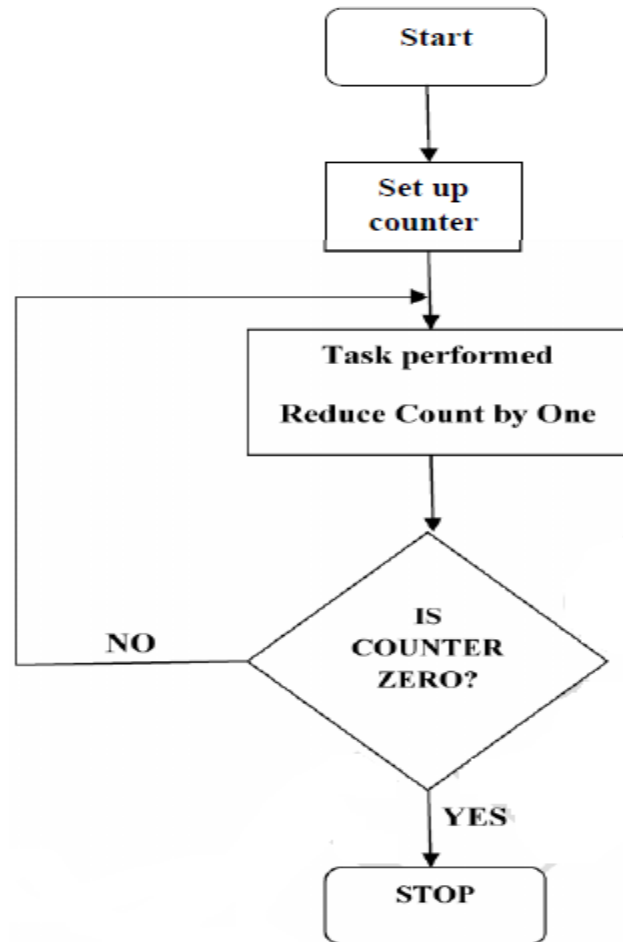 Start
Set up
counter
Task performed
Reduce Count by One
IS
COUNTER
ZERO?
NO
YES
STOP